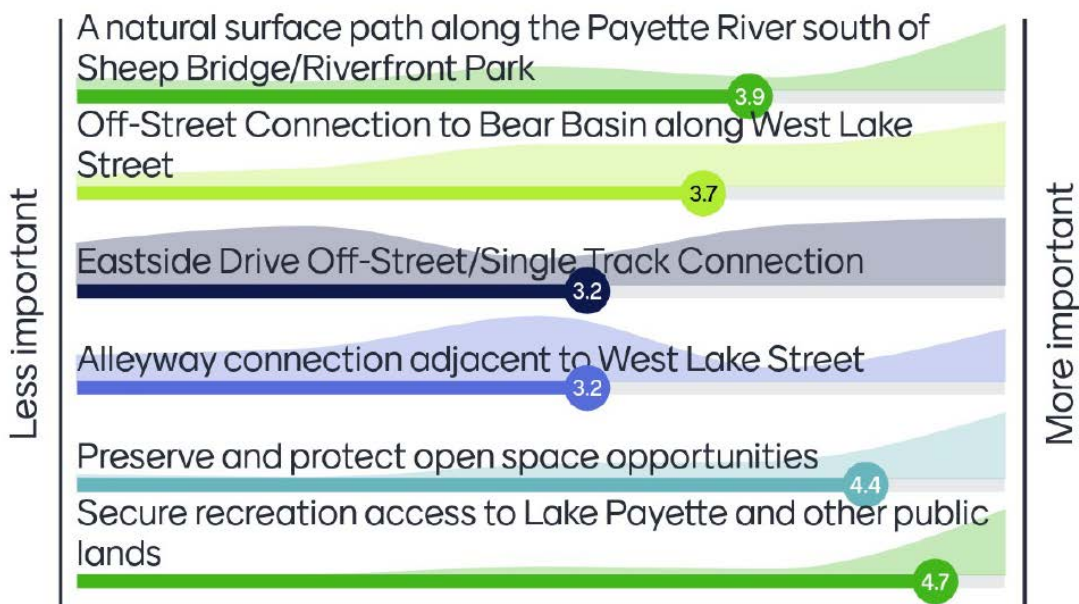 A natural surface path along the Payette River south of
Sheep Bridge/Riverfront Park
3.9
Off-Street Connection to Bear Basin along West Lake
Street
3.7
Eastside Drive Off-Street/Single Track Connection
3.2
Alleyway connection adjacent to West Lake Street
3.2
Preserve and protect open space opportunities
4.4
Secure recreation access to Lake Payette and other public
lands
4.7
Less important
More important